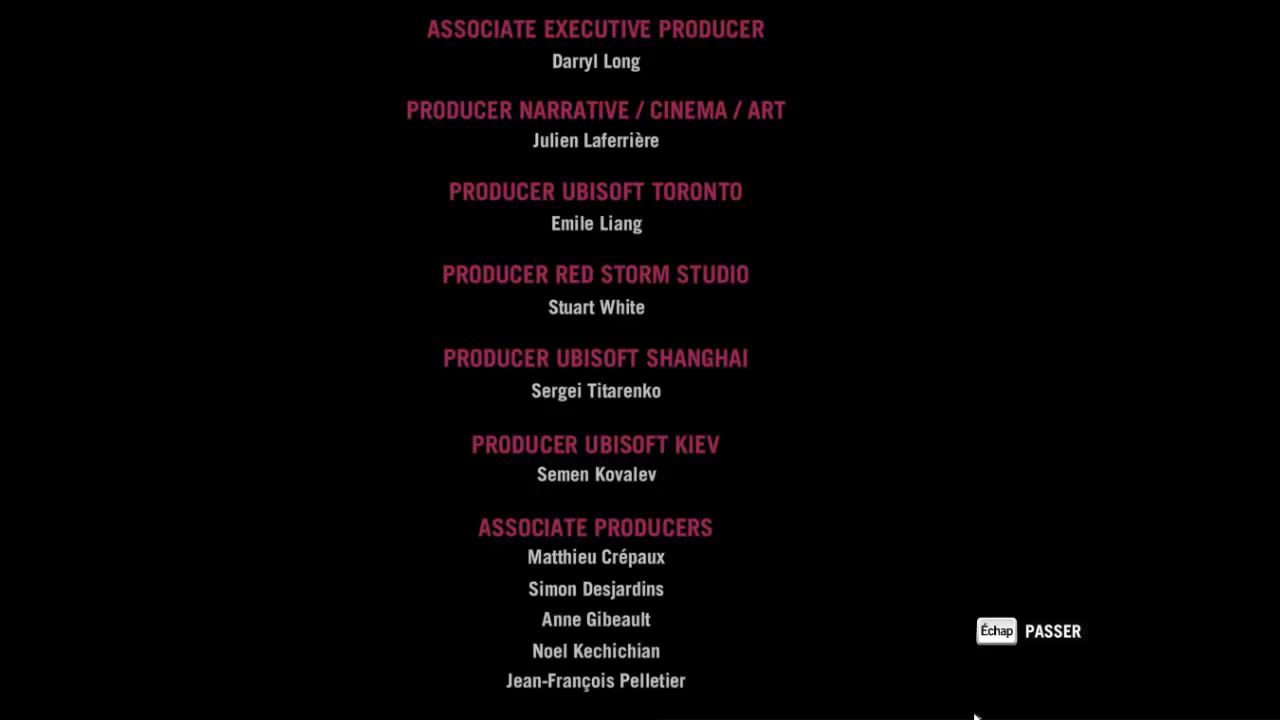 ASSOCIATE EXECUTIVE PRODUCER
Darryl Long
PRODUCER NARRATIVE / CINEMA / ART
Julien Laferrière
PRODUCER UBISOFT TORONTO
Emile Liang
PRODUCER RED STORM STUDIO
Stuart White
PRODUCER UBISOFT SHANGHAI
Sergei Titarenko
PRODUCER UBISOFT KIEV
Semen Kovalev
ASSOCIATE PRODUCERS
Matthieu Crépaux
Simon Desjardins
Anne Gibeault
Noel Kechichian
Jean-François Pelletier
Échap PASSER